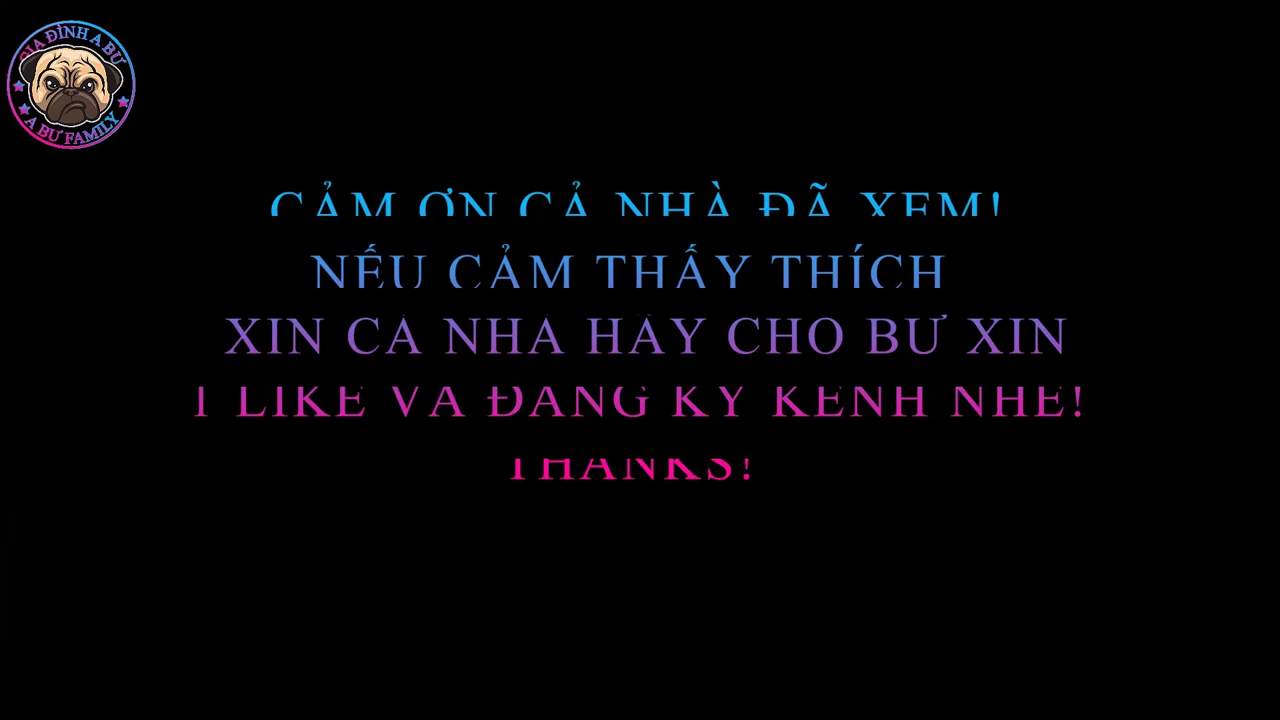 GIA ĐÌNH A BƯ
A BƯ FAMILY
CẢM ƠN CẢ NHÀ ĐÃ XEM!
NẾU CẢM THẤY THÍCH
XIN CẢ NHÀ HÃY CHO BƯ XIN
1 LIKE VÀ ĐĂNG KÝ KÊNH NHÉ!
THANKS!